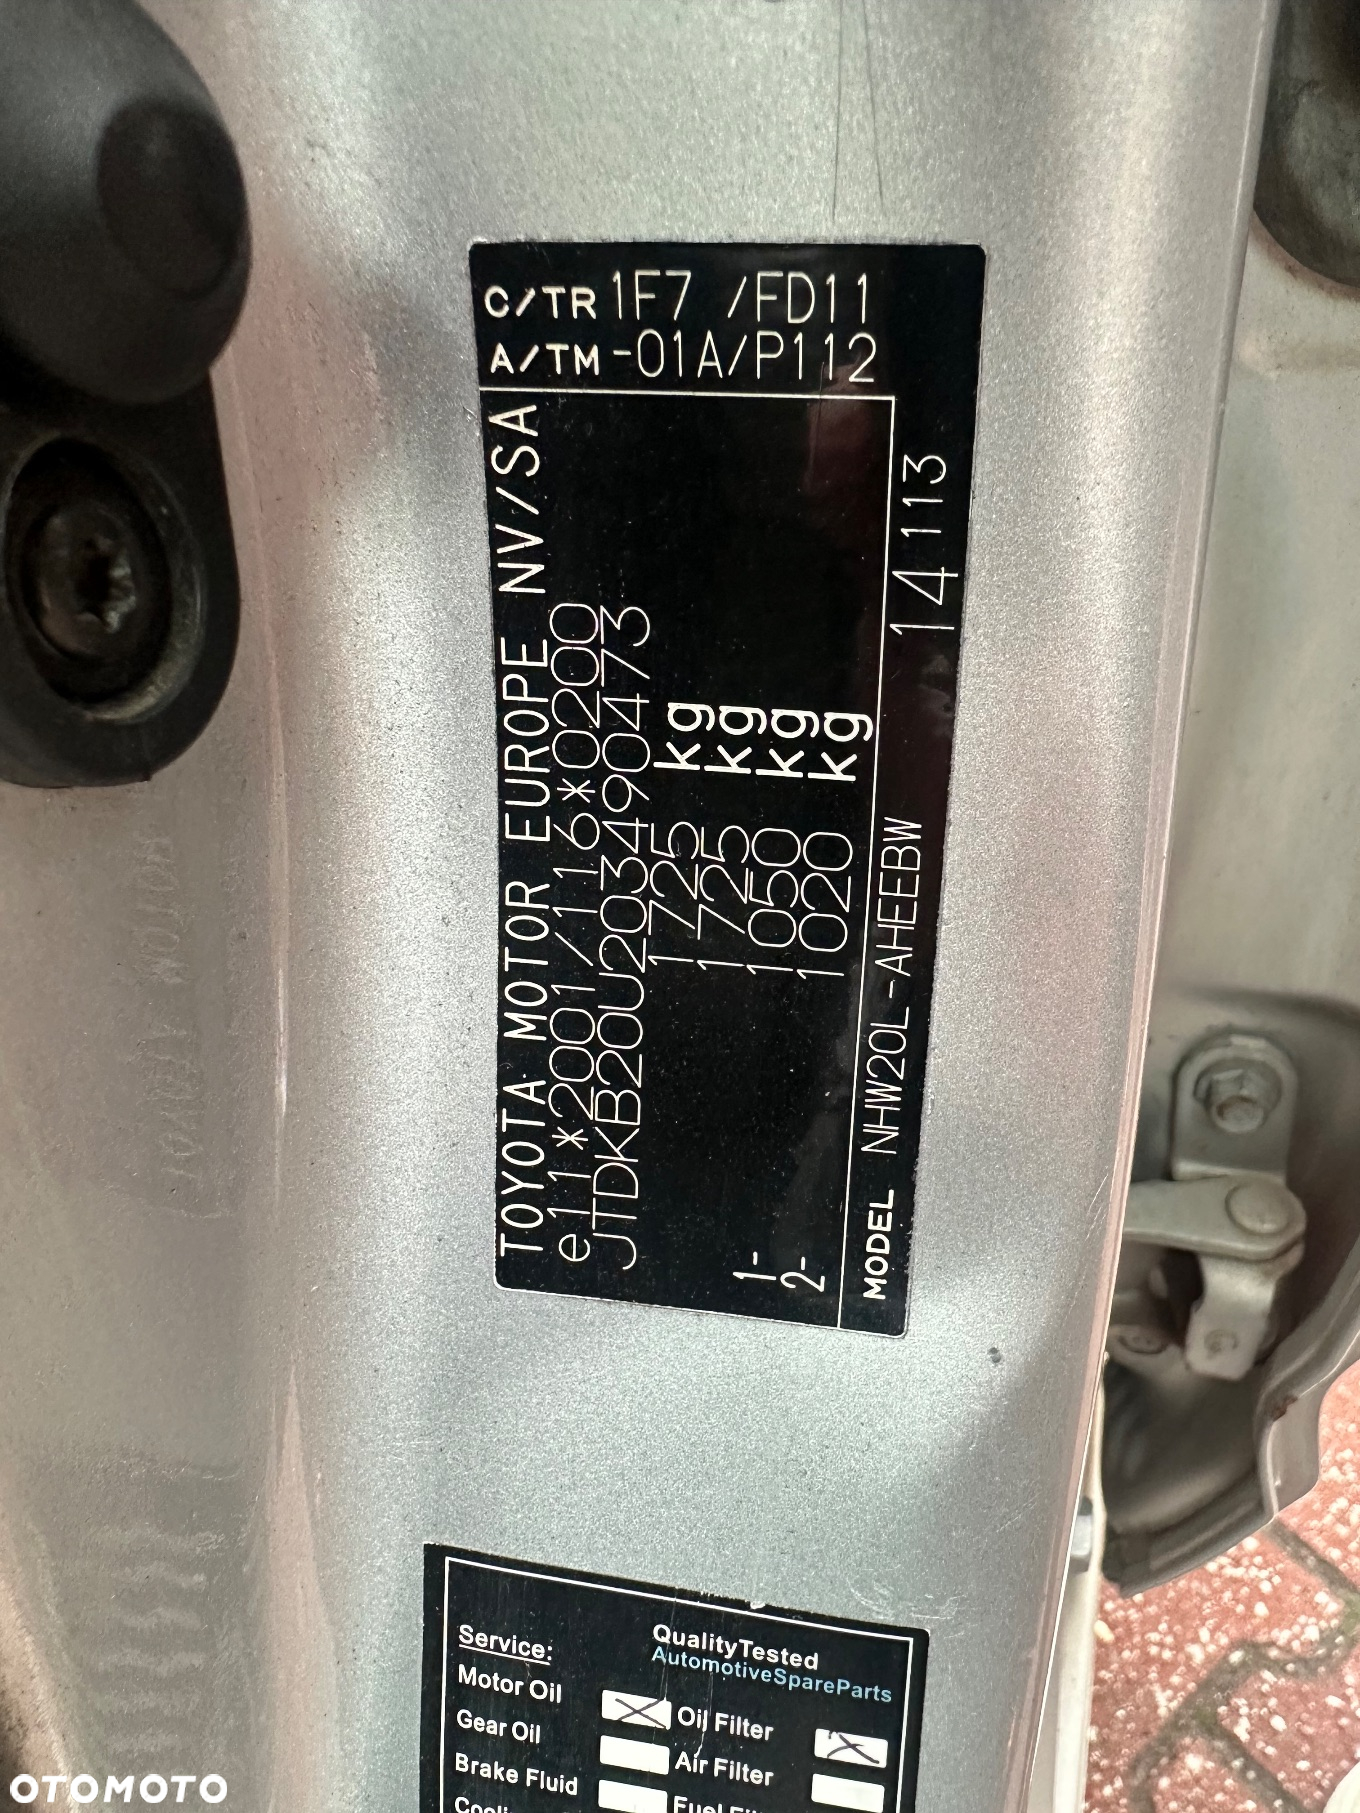 C/TR 1F7 /FD11
A/TM -01A/P112
TOYOTA MOTOR EUROPE NV/SA
e11*2001/116*0200
JTDKB20U203490473
1725 kg
1725 kg
1- 1050 kg
2- 1020 kg
MODEL NHW20L-AHEEBW 14113
QualityTested
AutomotiveSpareParts
Service:
Motor Oil Oil Filter
Gear Oil Air Filter
Brake Fluid
OTOMOTO